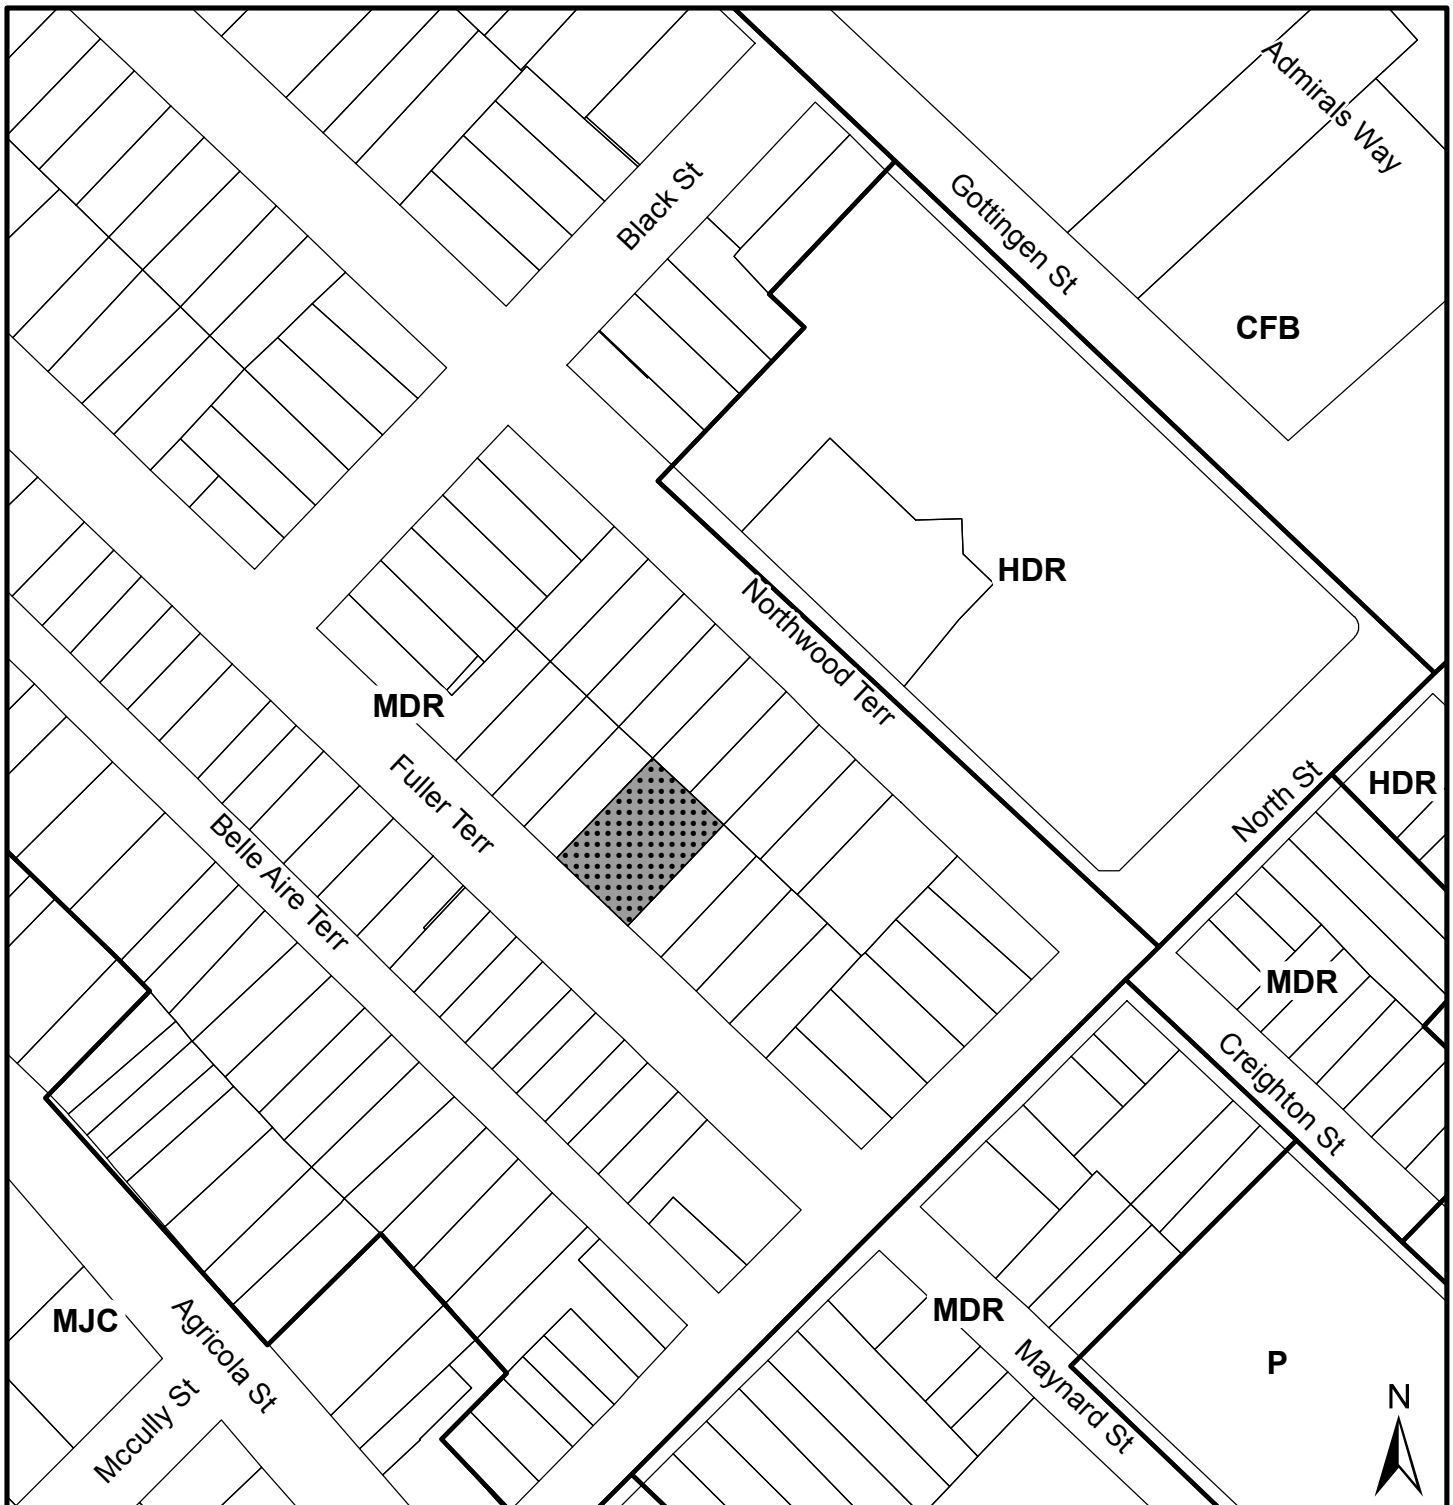 Admirals Way
Black St
Gottingen St
CFB
HDR
Northwood Terr
MDR
Fuller Terr
North St
HDR
Belle Aire Terr
MDR
Creighton St
MJC
Agricola St
MDR
Maynard St
P
Mccully St
N